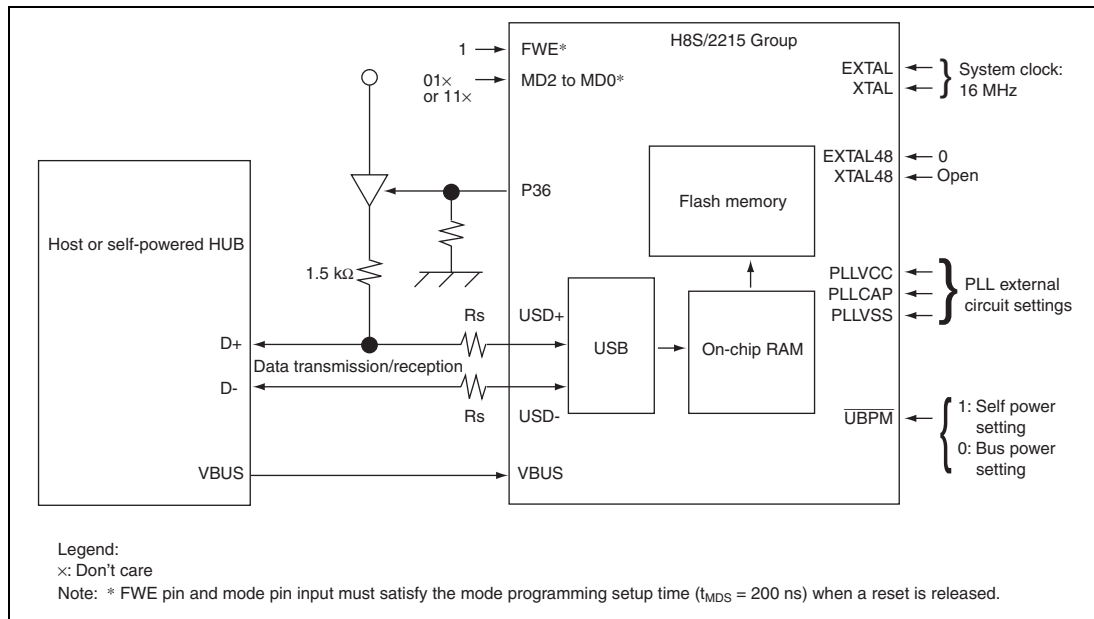 H8S/2215 Group
1
FWE*
01×
or 11×
MD2 to MD0*
EXTAL
XTAL
System clock:
16 MHz
EXTAL48
0
XTAL48
Open
P36
Flash memory
Host or self-powered HUB
1.5 kΩ
PLLVCC
PLLCAP
PLLVSS
PLL external
circuit settings
Rs
USD+
D+
USB
On-chip RAM
Data transmission/reception
D-
Rs
USD-
UBPM
1: Self power
setting
0: Bus power
setting
VBUS
VBUS
Legend:
×: Don't care
Note: * FWE pin and mode pin input must satisfy the mode programming setup time (tMDS = 200 ns) when a reset is released.